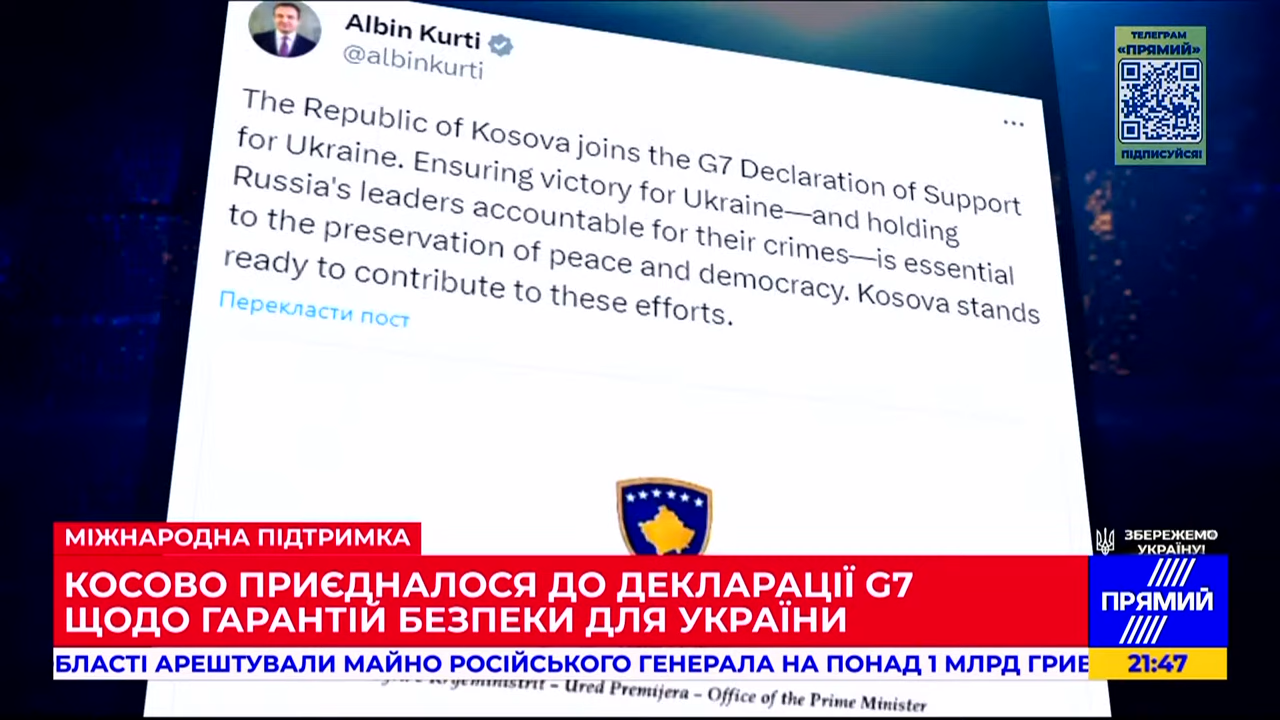 Albin Kurti
@albinkurti
The Republic of Kosova joins the G7 Declaration of Support
for Ukraine. Ensuring victory for Ukraine—and holding
Russia's leaders accountable for their crimes—is essential
to the preservation of peace and democracy. Kosova stands
ready to contribute to these efforts.
Перекласти пост
ТЕЛЕГРАМ
«ПРЯМИЙ»
ПІДПИСУЙСЯ!
МІЖНАРОДНА ПІДТРИМКА
КОСОВО ПРИЄДНАЛОСЯ ДО ДЕКЛАРАЦІЇ G7
ЩОДО ГАРАНТІЙ БЕЗПЕКИ ДЛЯ УКРАЇНИ
ЗБЕРЕЖЕМО
УКРАЇНУ!
ПРЯМИЙ
21:47
АРЕШТУВАЛИ МАЙНО РОСІЙСЬКОГО ГЕНЕРАЛА НА ПОНАД 1 МЛРД
– Ured Premijera – Office of the Prime Minister